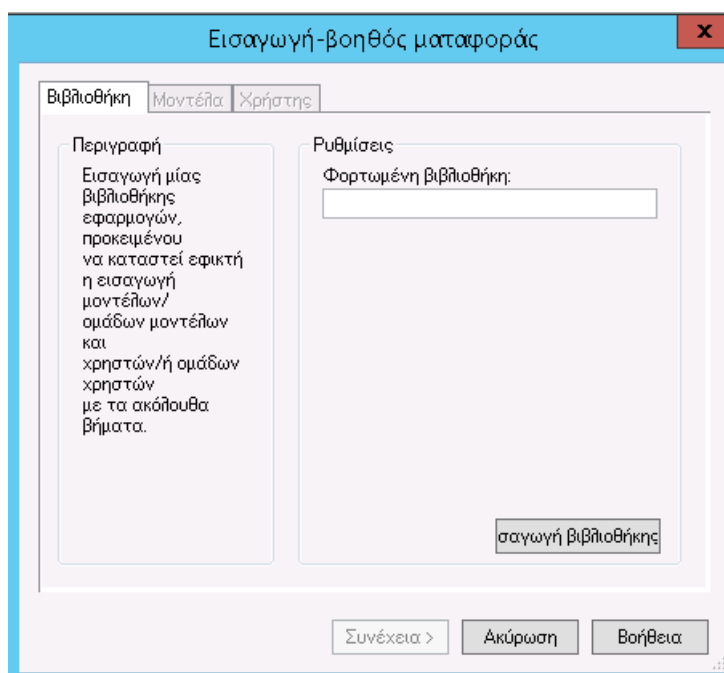 Εισαγωγή-βοηθός ματαφοράς
x
Βιβλιοθήκη Μοντέλα Χρήστης
Περιγραφή
Εισαγωγή μίας
βιβλιοθήκης
εφαρμογών,
προκειμένου
να καταστεί εφικτή
η εισαγωγή
μοντέλων/
ομάδων μοντέλων
και
χρηστών/ή ομάδων
χρηστών
με τα ακόλουθα
βήματα.
Ρυθμίσεις
Φορτωμένη βιβλιοθήκη:
σαγωγή βιβλιοθήκης
Συνέχεια > Ακύρωση Βοήθεια